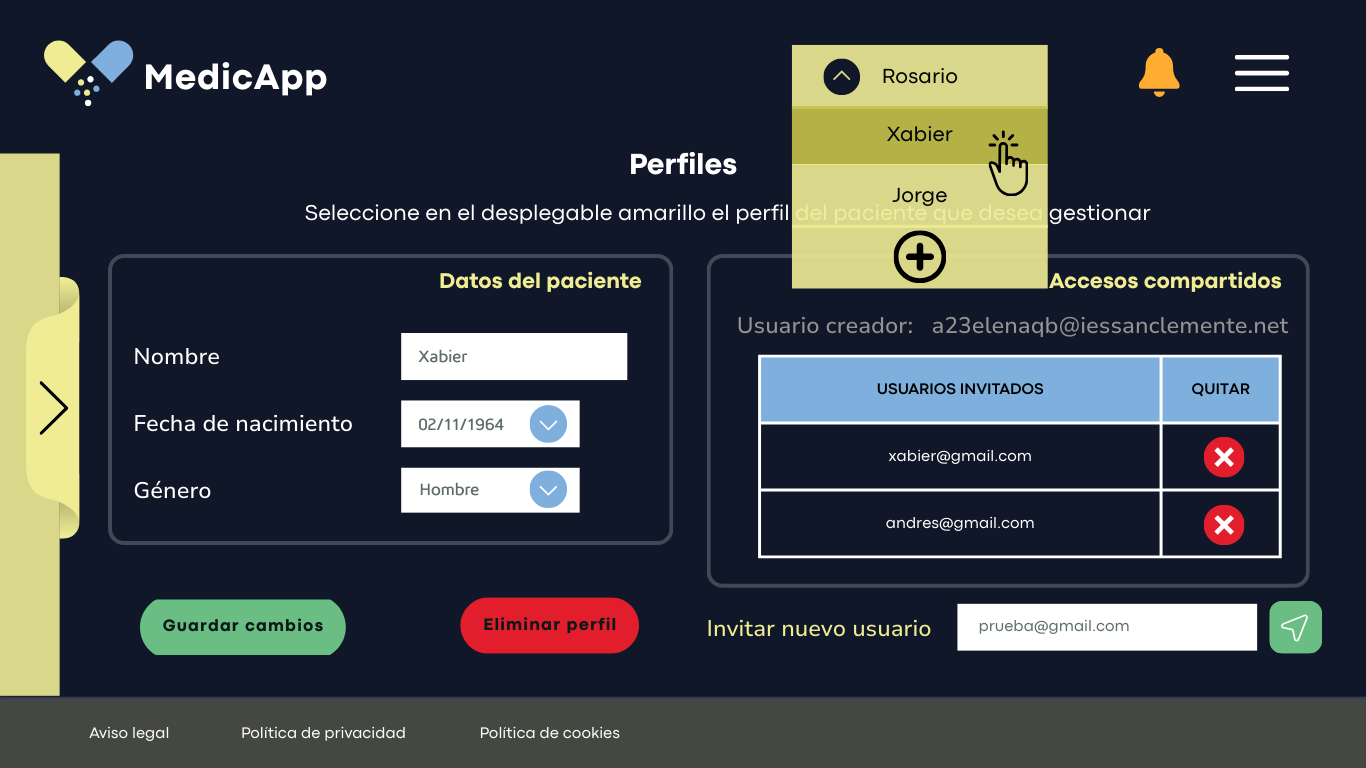 MedicApp
Rosario
Xabier
Jorge
Perfiles
Seleccione en el desplegable amarillo el perfil del paciente que desea gestionar
Datos del paciente
Nombre
Xabier
Fecha de nacimiento
02/11/1964
Género
Hombre
Guardar cambios
Eliminar perfil
Accesos compartidos
Usuario creador: a23elenaqb@iessanclemente.net
USUARIOS INVITADOS
QUITAR
xabier@gmail.com
andres@gmail.com
Invitar nuevo usuario
prueba@gmail.com
Aviso legal
Política de privacidad
Política de cookies